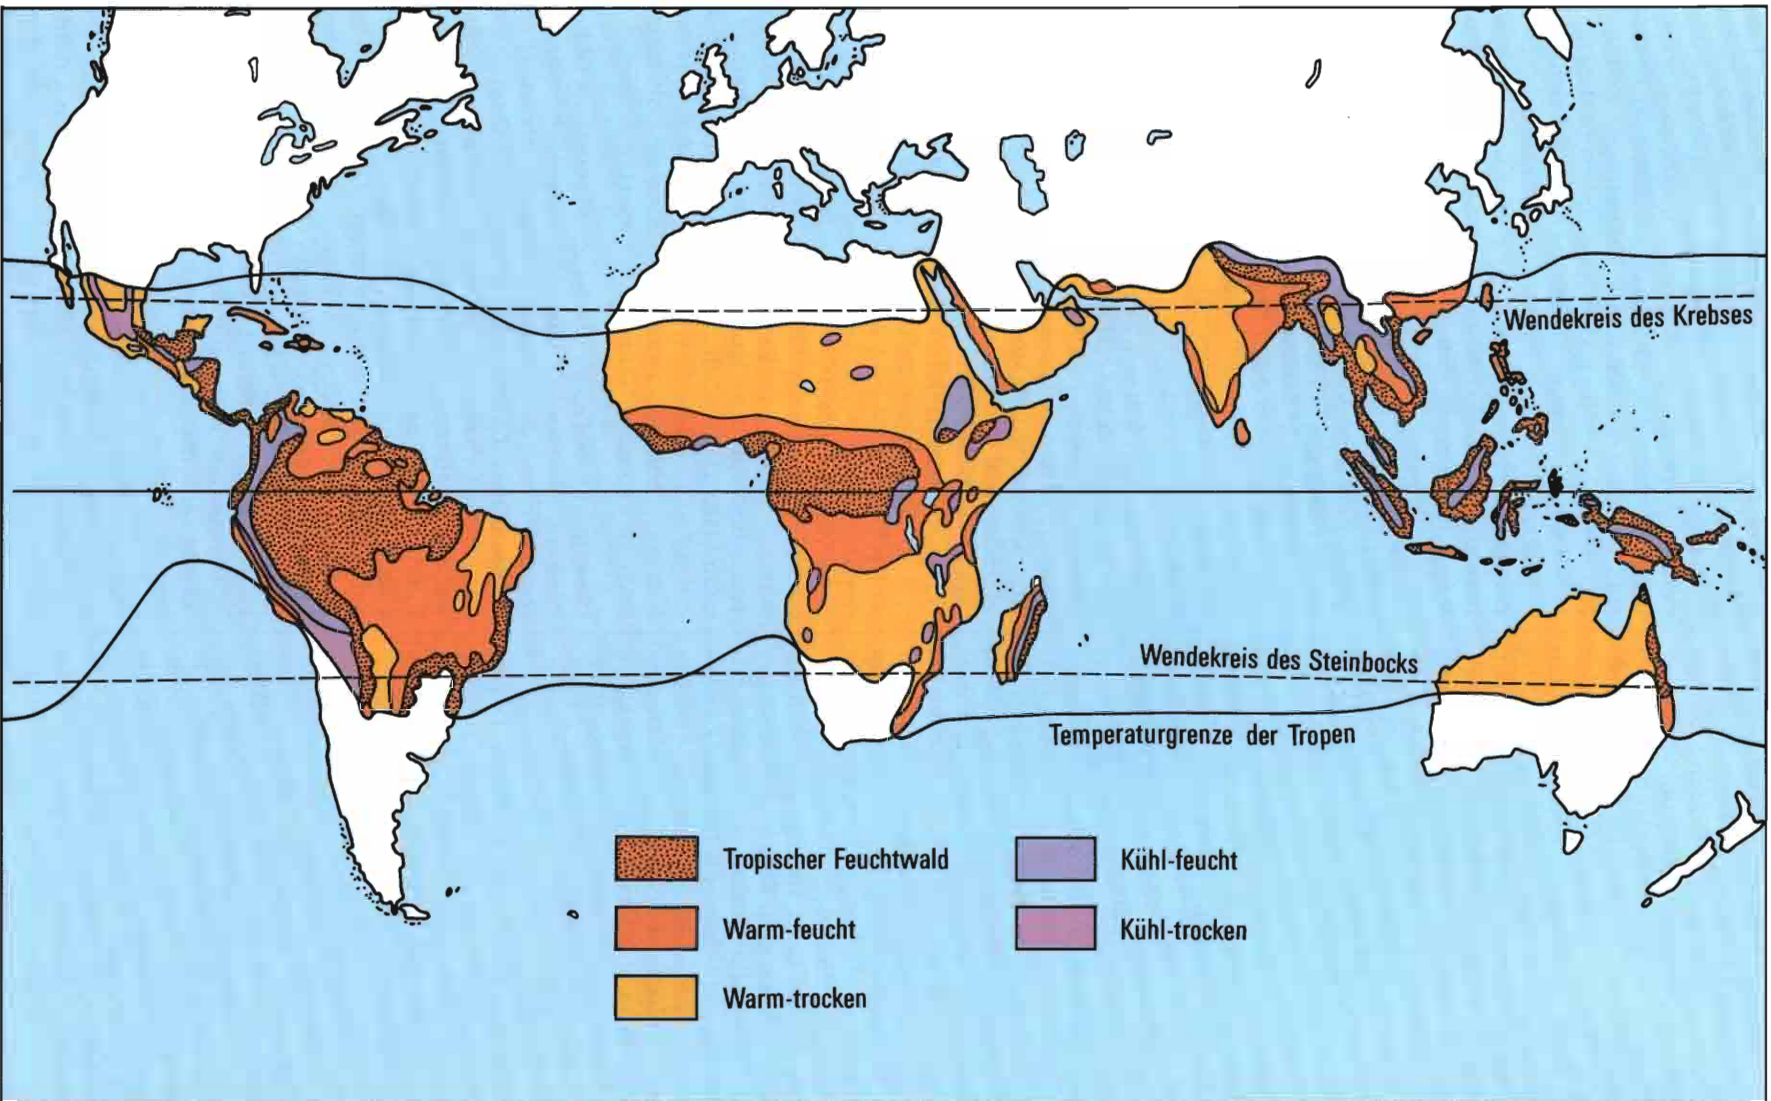 Wendekreis des Krebses
Wendekreis des Steinbocks
Temperaturgrenze der Tropen
Tropischer Feuchtwald
Kühl-feucht
Warm-feucht
Kühl-trocken
Warm-trocken